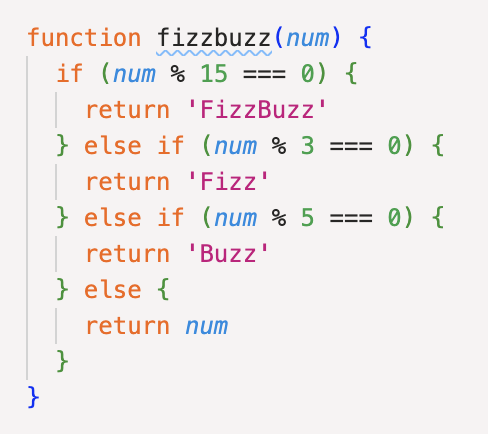 function fizzbuzz(num) {
  if (num % 15 === 0) {
    return 'FizzBuzz'
  } else if (num % 3 === 0) {
    return 'Fizz'
  } else if (num % 5 === 0) {
    return 'Buzz'
  } else {
    return num
  }
}